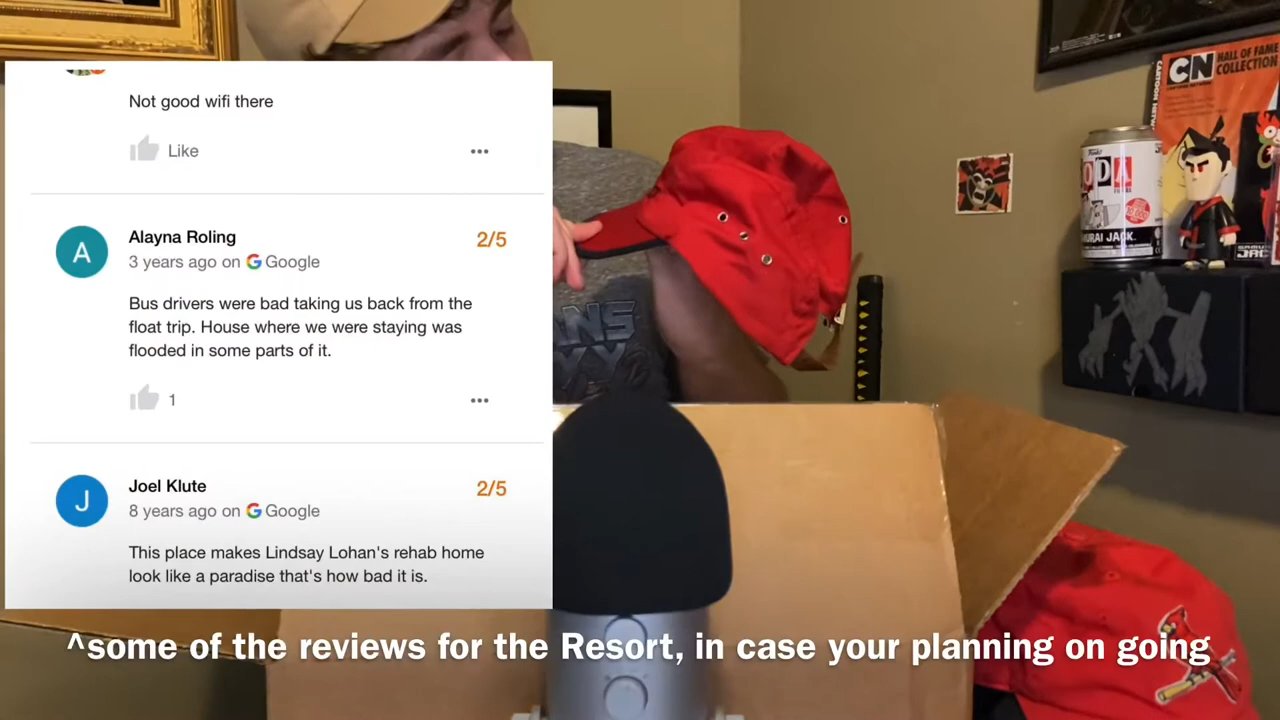 Not good wifi there
Like
Alayna Roling
2/5
3 years ago on Google
Bus drivers were bad taking us back from the
float trip. House where we were staying was
flooded in some parts of it.
1
Joel Klute
2/5
8 years ago on Google
This place makes Lindsay Lohan's rehab home
look like a paradise that's how bad it is.
^some of the reviews for the Resort, in case your planning on going
A
J
CN
HALL OF FAME
COLLECTION
Funko
SODA
JACK